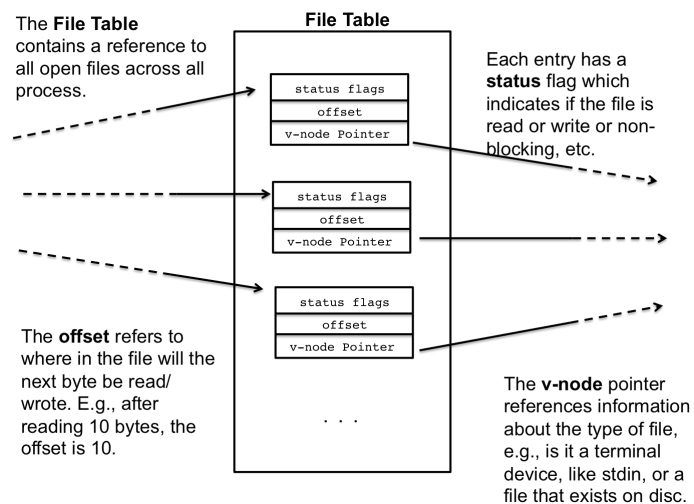 The File Table
contains a reference to
all open files across all
process.
File Table
status flags
offset
v-node Pointer
status flags
offset
v-node Pointer
status flags
offset
v-node Pointer
. . .
Each entry has a
status flag which
indicates if the file is
read or write or non-
blocking, etc.
The offset refers to
where in the file will the
next byte be read/
wrote. E.g., after
reading 10 bytes, the
offset is 10.
The v-node pointer
references information
about the type of file,
e.g., is it a terminal
device, like stdin, or a
file that exists on disc.